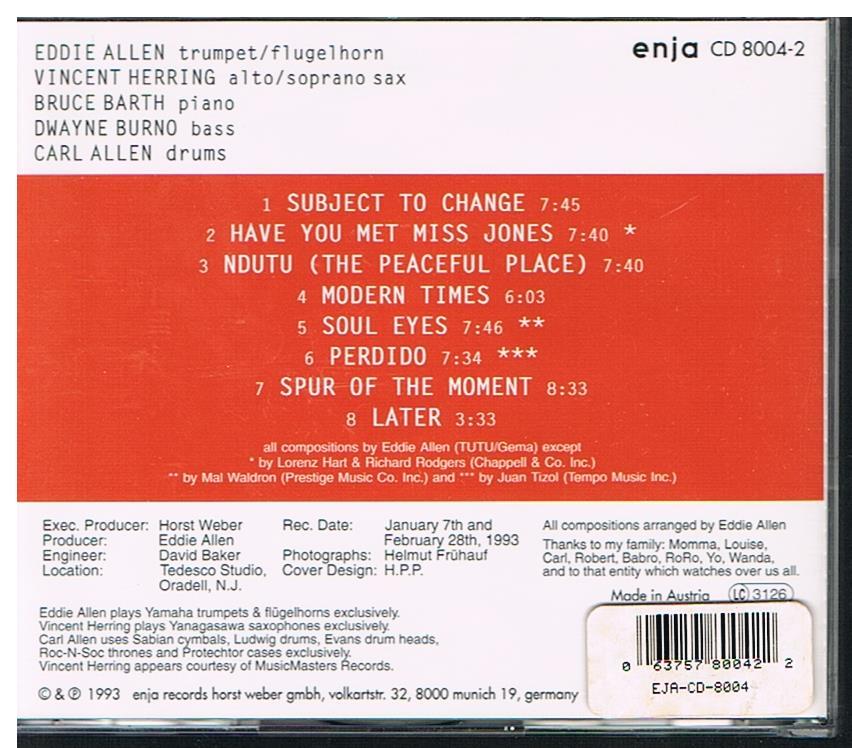 EDDIE ALLEN trumpet/flugelhorn
VINCENT HERRING alto/soprano sax
BRUCE BARTH piano
DWAYNE BURNO bass
CARL ALLEN drums
enja CD 8004-2
1 SUBJECT TO CHANGE 7:45
2 HAVE YOU MET MISS JONES 7:40 *
3 NDUTU (THE PEACEFUL PLACE) 7:40
4 MODERN TIMES 6:03
5 SOUL EYES 7:46 **
6 PERDIDO 7:34 ***
7 SPUR OF THE MOMENT 8:33
8 LATER 3:33
all compositions by Eddie Allen (TUTU/Gema) except
* by Lorenz Hart & Richard Rodgers (Chappell & Co. Inc.)
** by Mal Waldron (Prestige Music Co. Inc.) and *** by Juan Tizol (Tempo Music Inc.)
Exec. Producer: Horst Weber
Producer: Eddie Allen
Engineer: David Baker
Location: Tedesco Studio,
Oradell, N.J.
Rec. Date: January 7th and
February 28th, 1993
Photographs: Helmut Frühauf
Cover Design: H.P.P.
All compositions arranged by Eddie Allen
Thanks to my family: Momma, Louise,
Carl, Robert, Babro, RoRo, Yo, Wanda,
and to that entity which watches over us all.
Made in Austria LC 3126
Eddie Allen plays Yamaha trumpets & flügelhorns exclusively.
Vincent Herring plays Yanagasawa saxophones exclusively.
Carl Allen uses Sabian cymbals, Ludwig drums, Evans drum heads,
Roc-N-Soc thrones and Protechtor cases exclusively.
Vincent Herring appears courtesy of MusicMasters Records.
© & ℗ 1993 enja records horst weber gmbh, volkartstr. 32, 8000 munich 19, germany
0 63757 80042 2
EJA-CD-8004